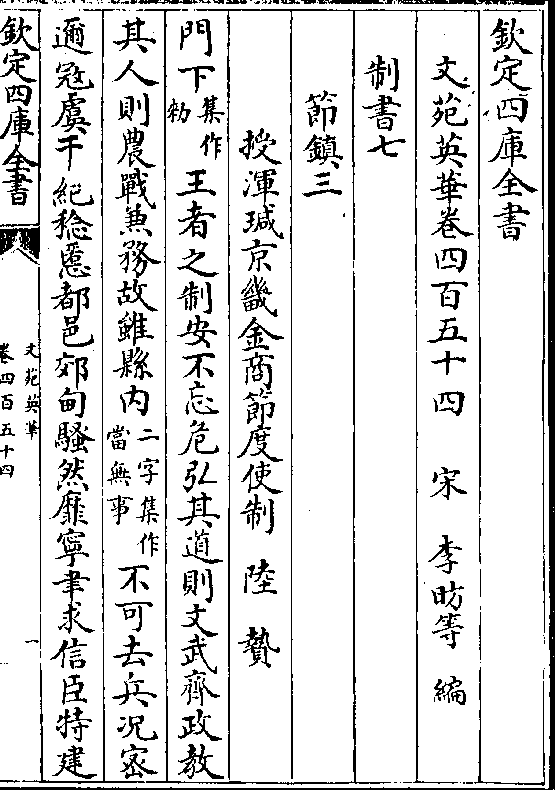 欽定四庫全書
文苑英華卷四百五十四　宋　李昉等　編
制書七
節鎮三
授渾瑊京畿金商節度使制　陸　贄
門下集作勑王者之制安不忘危弘其道則文武齊政教
其人則農戰兼務故雖縣内二字集作當無事不可去兵况密
邇宼虞干紀稔慝都邑郊甸騷然靡寧聿求信臣特建
欽定四庫全書
文苑英華
卷四百五十四
一